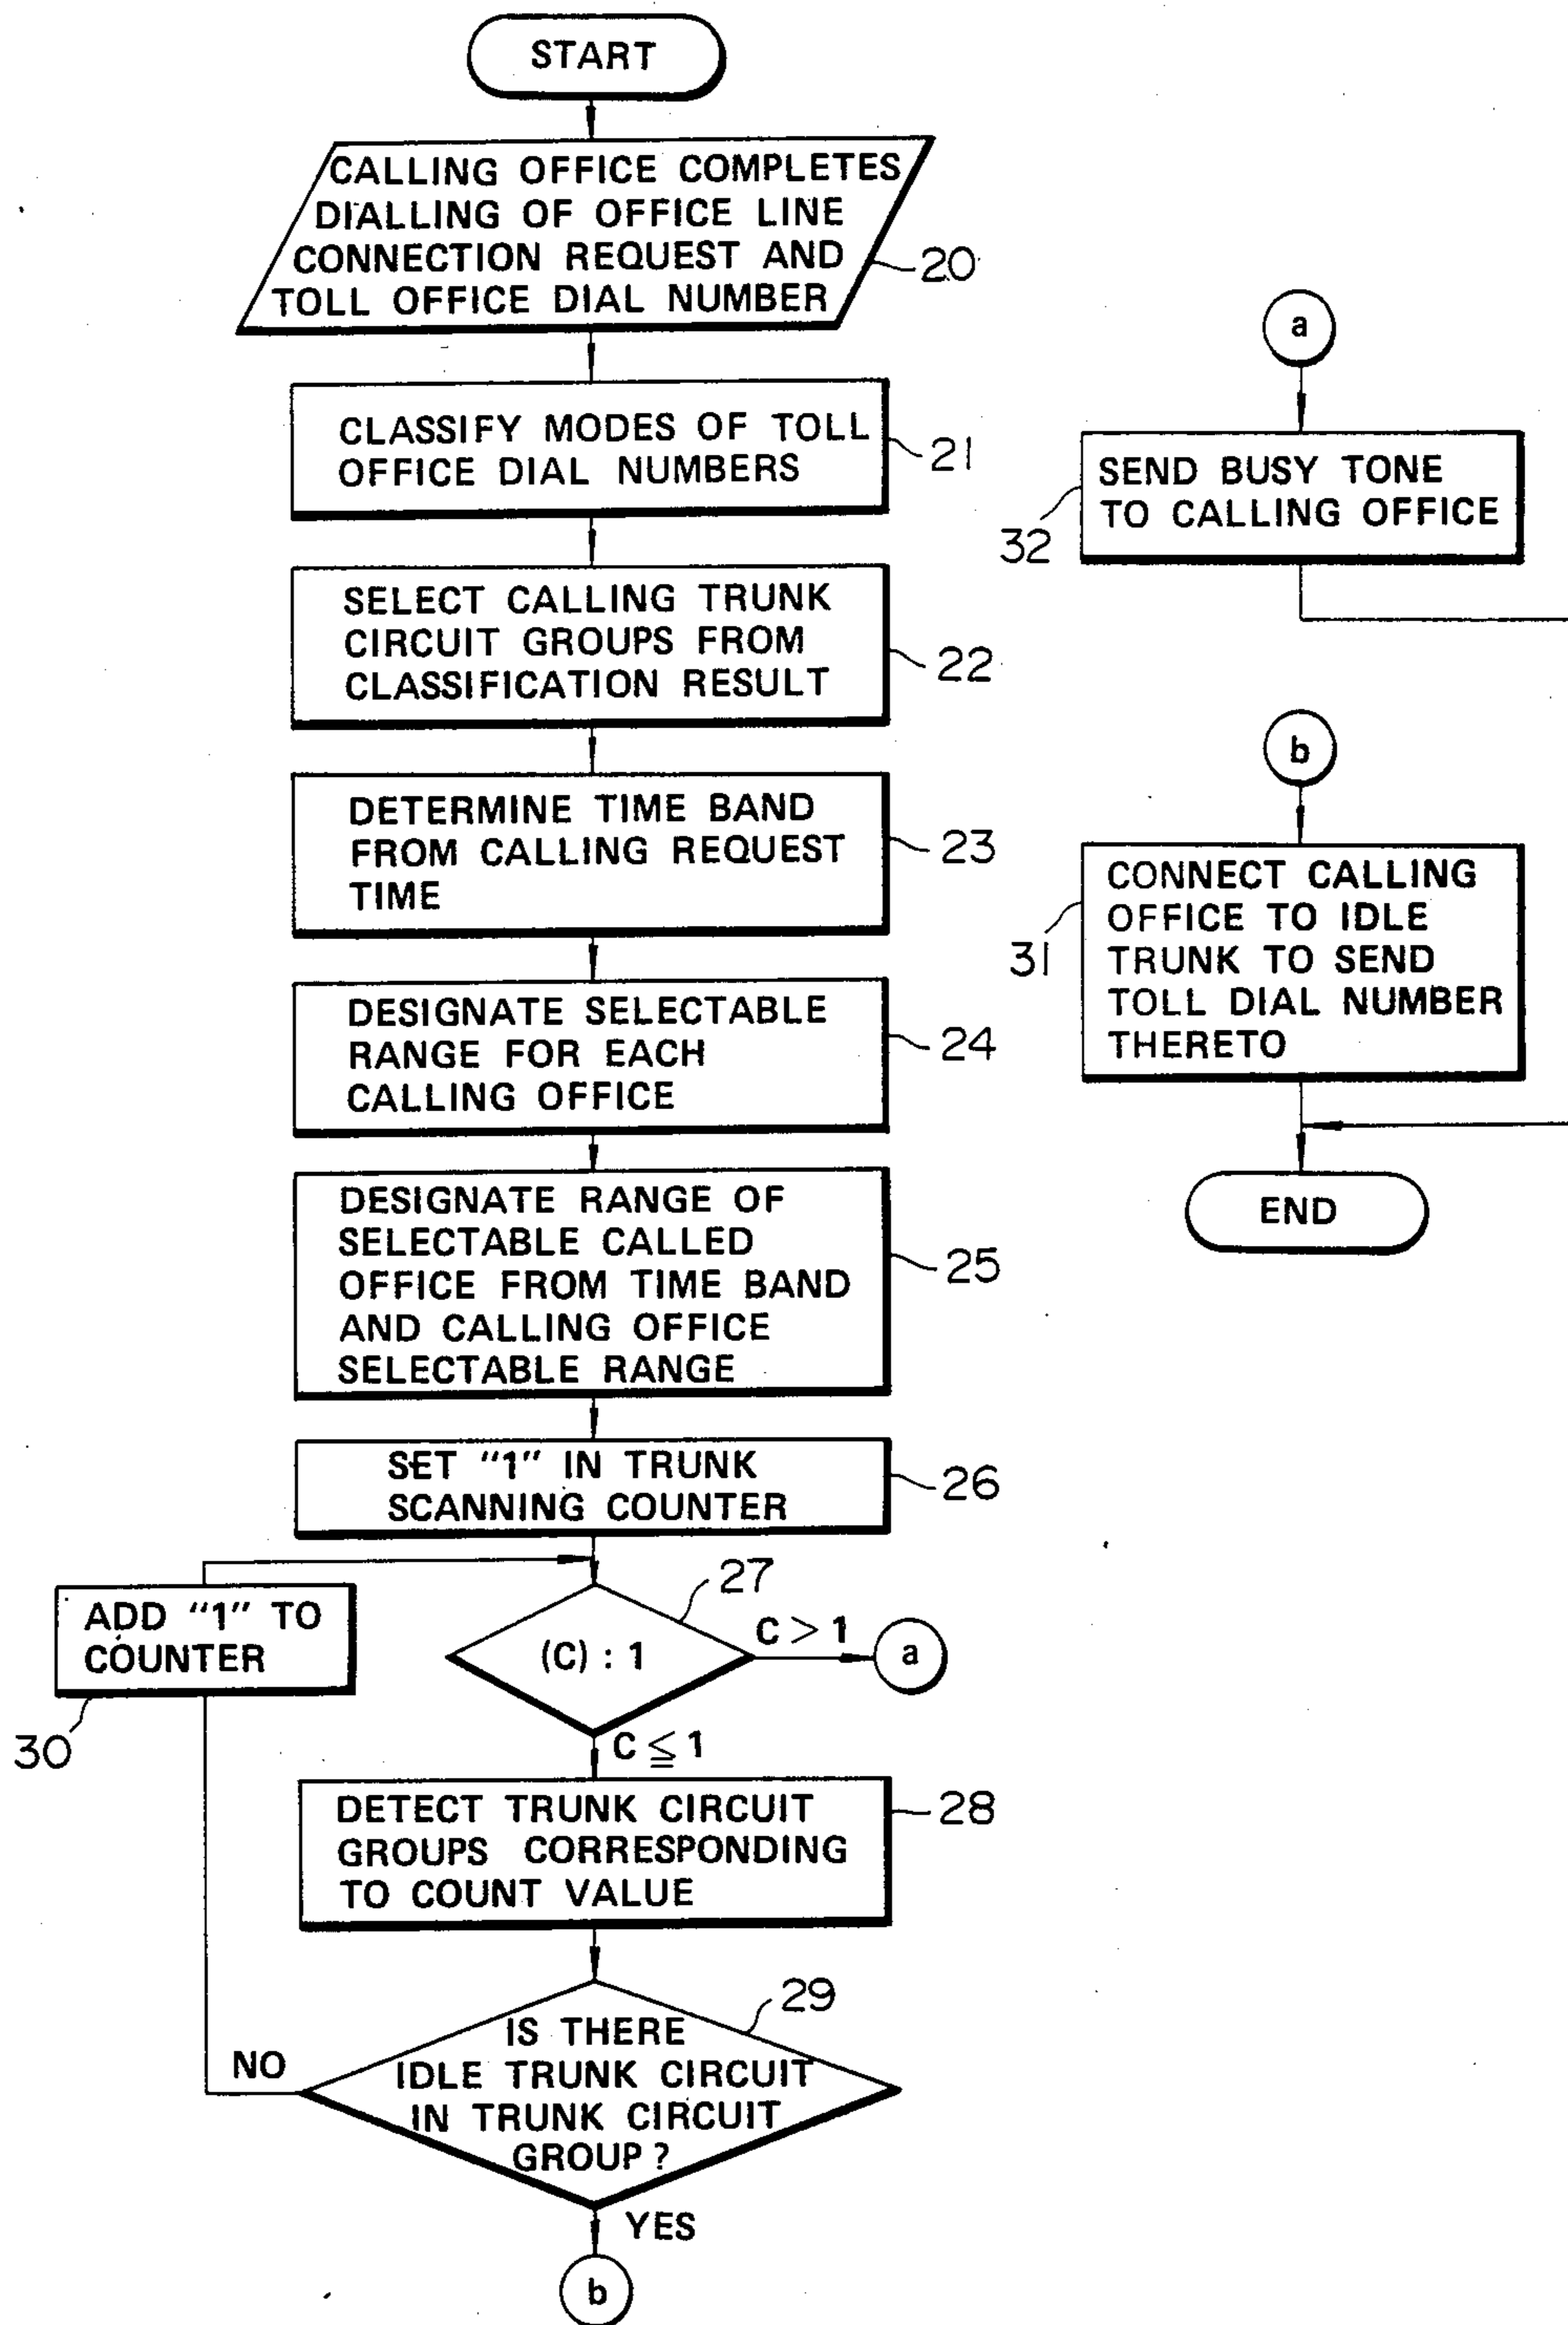 START
CALLING OFFICE COMPLETES
DIALLING OF OFFICE LINE
CONNECTION REQUEST AND
TOLL OFFICE DIAL NUMBER
20
CLASSIFY MODES OF TOLL
OFFICE DIAL NUMBERS
21
SELECT CALLING TRUNK
CIRCUIT GROUPS FROM
CLASSIFICATION RESULT
22
DETERMINE TIME BAND
FROM CALLING REQUEST
TIME
23
DESIGNATE SELECTABLE
RANGE FOR EACH
CALLING OFFICE
24
DESIGNATE RANGE OF
SELECTABLE CALLED
OFFICE FROM TIME BAND
AND CALLING OFFICE
SELECTABLE RANGE
25
SET "1" IN TRUNK
SCANNING COUNTER
26
27
(C) : 1
C > 1
a
C ≦ 1
ADD "1" TO
COUNTER
30
DETECT TRUNK CIRCUIT
GROUPS CORRESPONDING
TO COUNT VALUE
28
29
IS THERE
IDLE TRUNK CIRCUIT
IN TRUNK CIRCUIT
GROUP?
NO
YES
b
a
SEND BUSY TONE
TO CALLING OFFICE
32
b
CONNECT CALLING
OFFICE TO IDLE
TRUNK TO SEND
TOLL DIAL NUMBER
THERETO
31
END